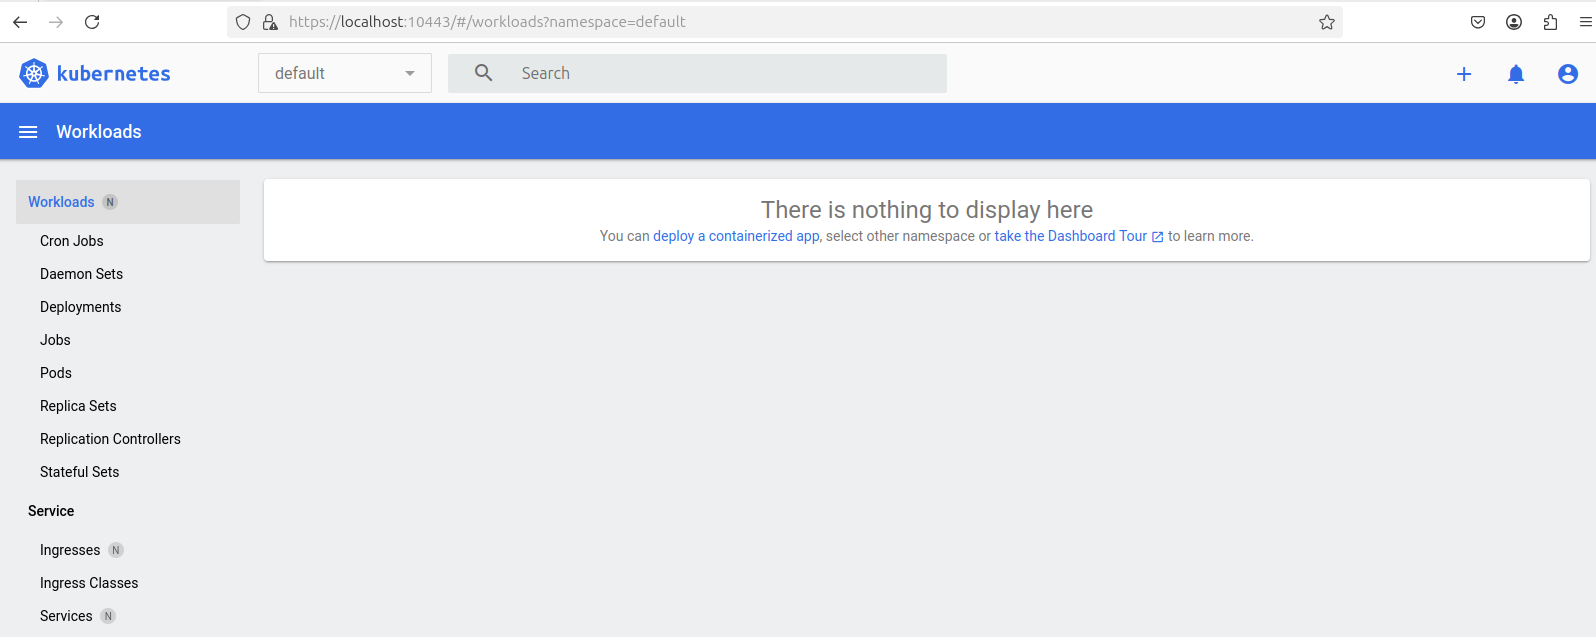 https://localhost:10443/#/workloads?namespace=default
kubernetes
default
Search
Workloads
Workloads N
Cron Jobs
Daemon Sets
Deployments
Jobs
Pods
Replica Sets
Replication Controllers
Stateful Sets
Service
Ingresses N
Ingress Classes
Services N
There is nothing to display here
You can deploy a containerized app, select other namespace or take the Dashboard Tour to learn more.